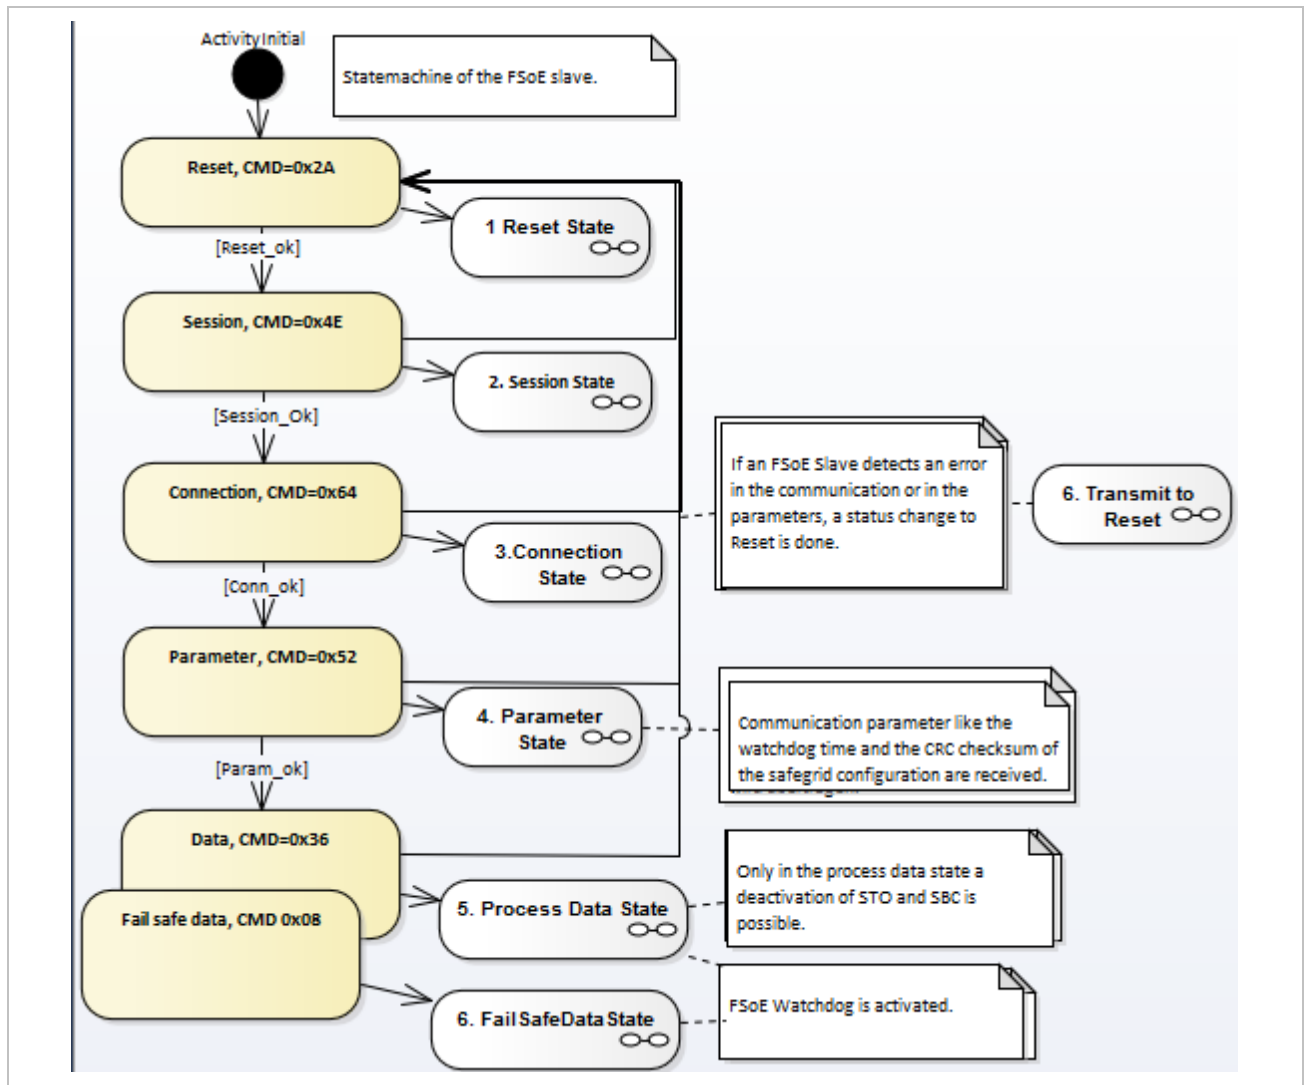 ActivityInitial
Statemachine of the FSoE slave.
Reset, CMD=0x2A
1 Reset State
[Reset_ok]
Session, CMD=0x4E
2. Session State
[Session_Ok]
Connection, CMD=0x64
3.Connection
State
If an FSoE Slave detects an error
in the communication or in the
parameters, a status change to
Reset is done.
6. Transmit to
Reset
[Conn_ok]
Parameter, CMD=0x52
4. Parameter
State
Communication parameter like the
watchdog time and the CRC checksum of
the safegrid configuration are received.
[Param_ok]
Data, CMD=0x36
5. Process Data State
Only in the process data state a
deactivation of STO and SBC is
possible.
Fail safe data, CMD 0x08
6. FailSafeDataState
FSoE Watchdog is activated.